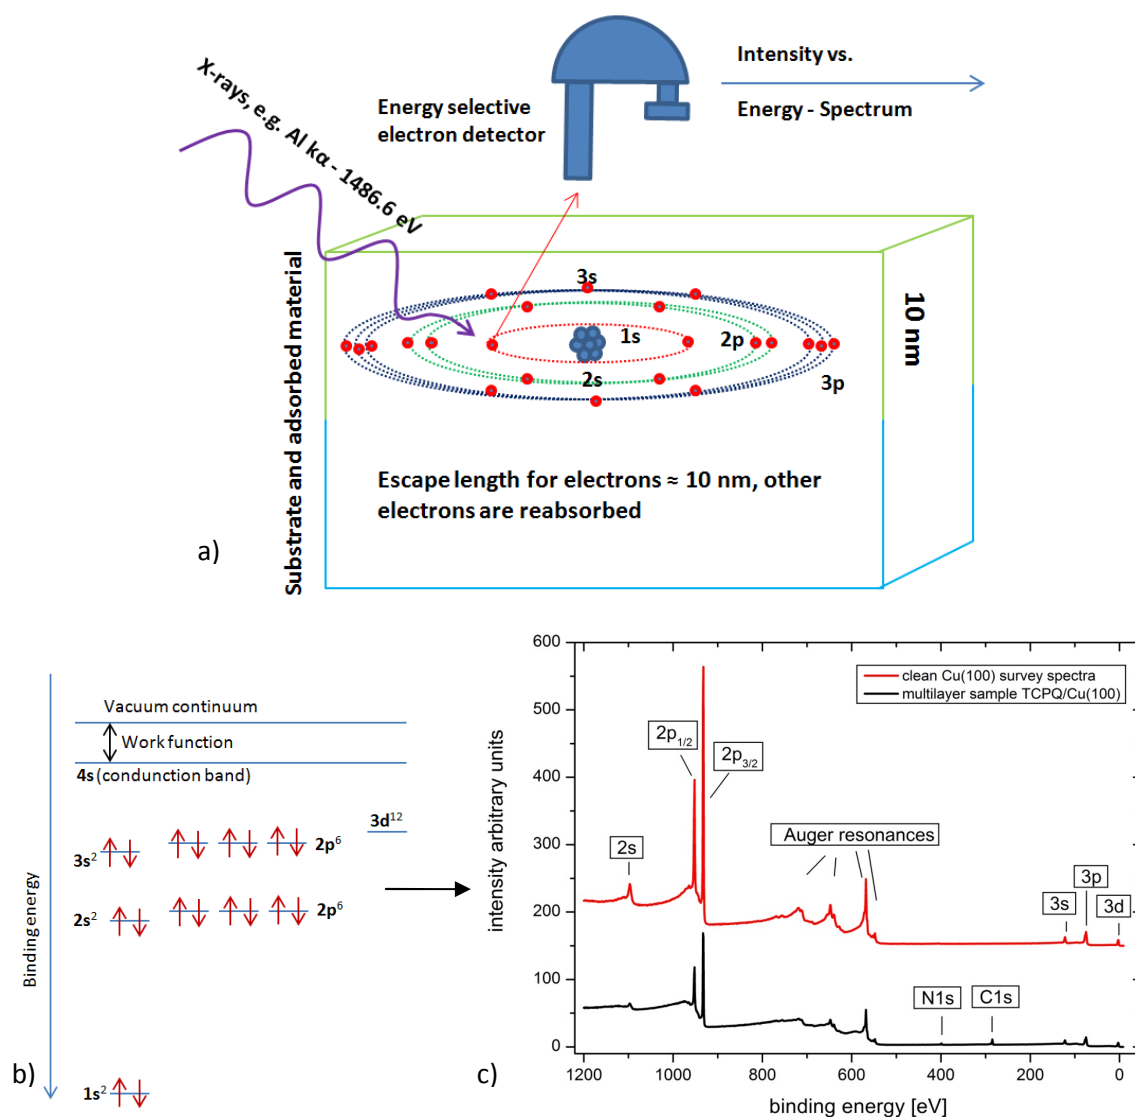 X-rays, e.g. Al kα - 1486.6 eV
Energy selective
electron detector
Intensity vs.
Energy - Spectrum
Substrate and adsorbed material
3s
1s
2p
2s
3p
10 nm
Escape length for electrons ≈ 10 nm, other
electrons are reabsorbed
a)
Binding energy
Vacuum continuum
Work function
4s (condunction band)
3d¹²
3s²
2p⁶
2s²
2p⁶
1s²
b)
c)
intensity arbitrary units
600
500
400
300
200
100
0
clean Cu(100) survey spectra
multilayer sample TCPQ/Cu(100)
2p₁/₂
2p₃/₂
2s
Auger resonances
3s
3p
3d
N1s
C1s
1200
1000
800
600
400
200
0
binding energy [eV]